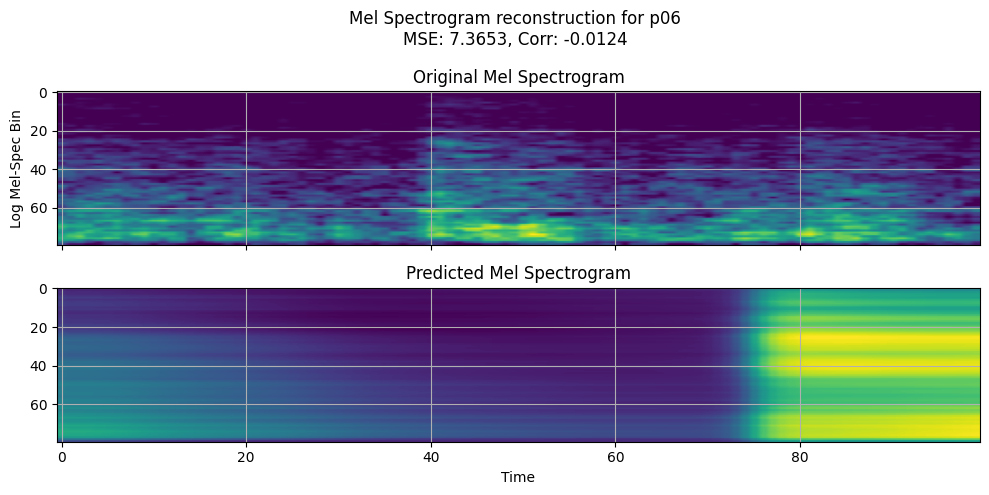 Mel Spectrogram reconstruction for p06
MSE: 7.3653, Corr: -0.0124
Original Mel Spectrogram
0
20
40
60
Log Mel-Spec Bin
Predicted Mel Spectrogram
0
20
40
60
0 20 40 60 80
Time